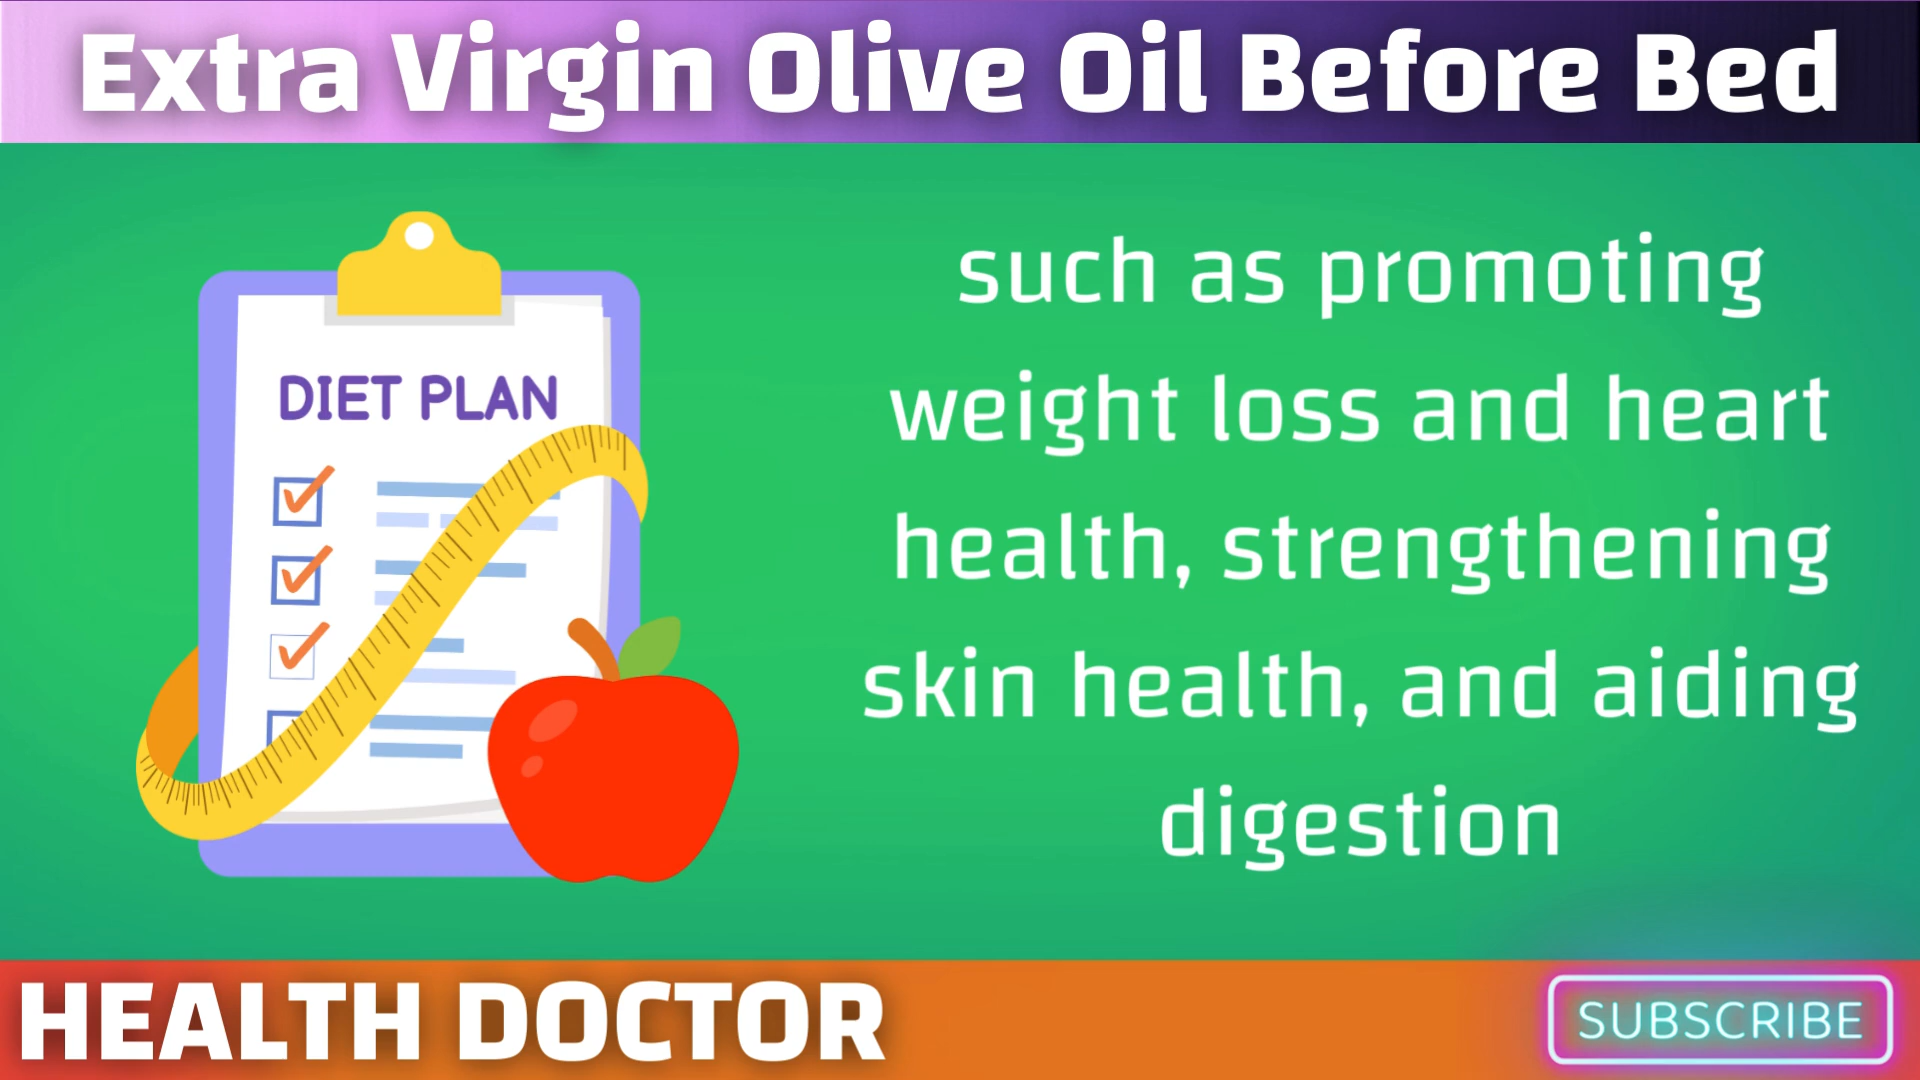 Extra Virgin Olive Oil Before Bed
DIET PLAN
such as promoting
weight loss and heart
health, strengthening
skin health, and aiding
digestion
HEALTH DOCTOR
SUBSCRIBE